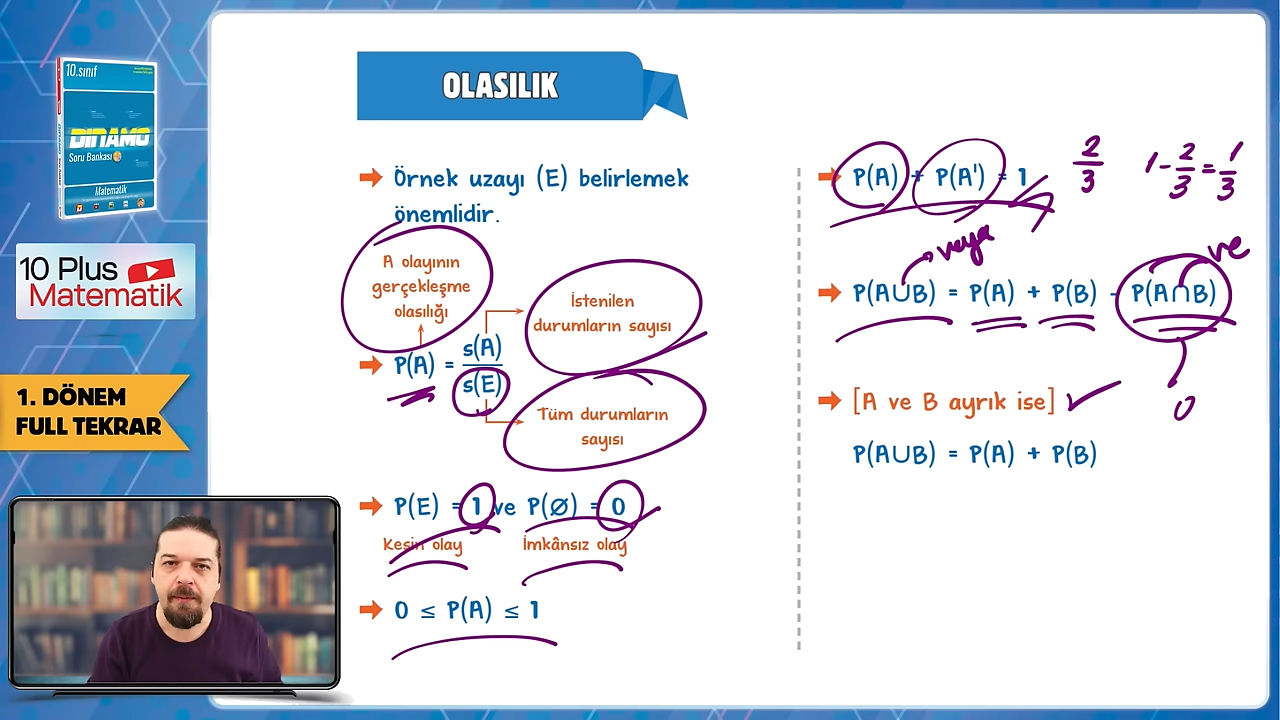 10.sınıf
DİNAMO
Soru Bankası
Matematik
10 Plus
Matematik
1. DÖNEM
FULL TEKRAR
OLASILIK
Örnek uzayı (E) belirlemek
önemlidir.
A olayının
gerçekleşme
olasılığı
İstenilen
durumların sayısı
P(A) = s(A)/s(E)
Tüm durumların
sayısı
P(E) = 1 ve P(∅) = 0
Kesin olay İmkânsız olay
0 ≤ P(A) ≤ 1
P(A) + P(A') = 1
2/3
1-2/3=1/3
veya
ve
P(A∪B) = P(A) + P(B) - P(A∩B)
0
[A ve B ayrık ise]
P(A∪B) = P(A) + P(B)